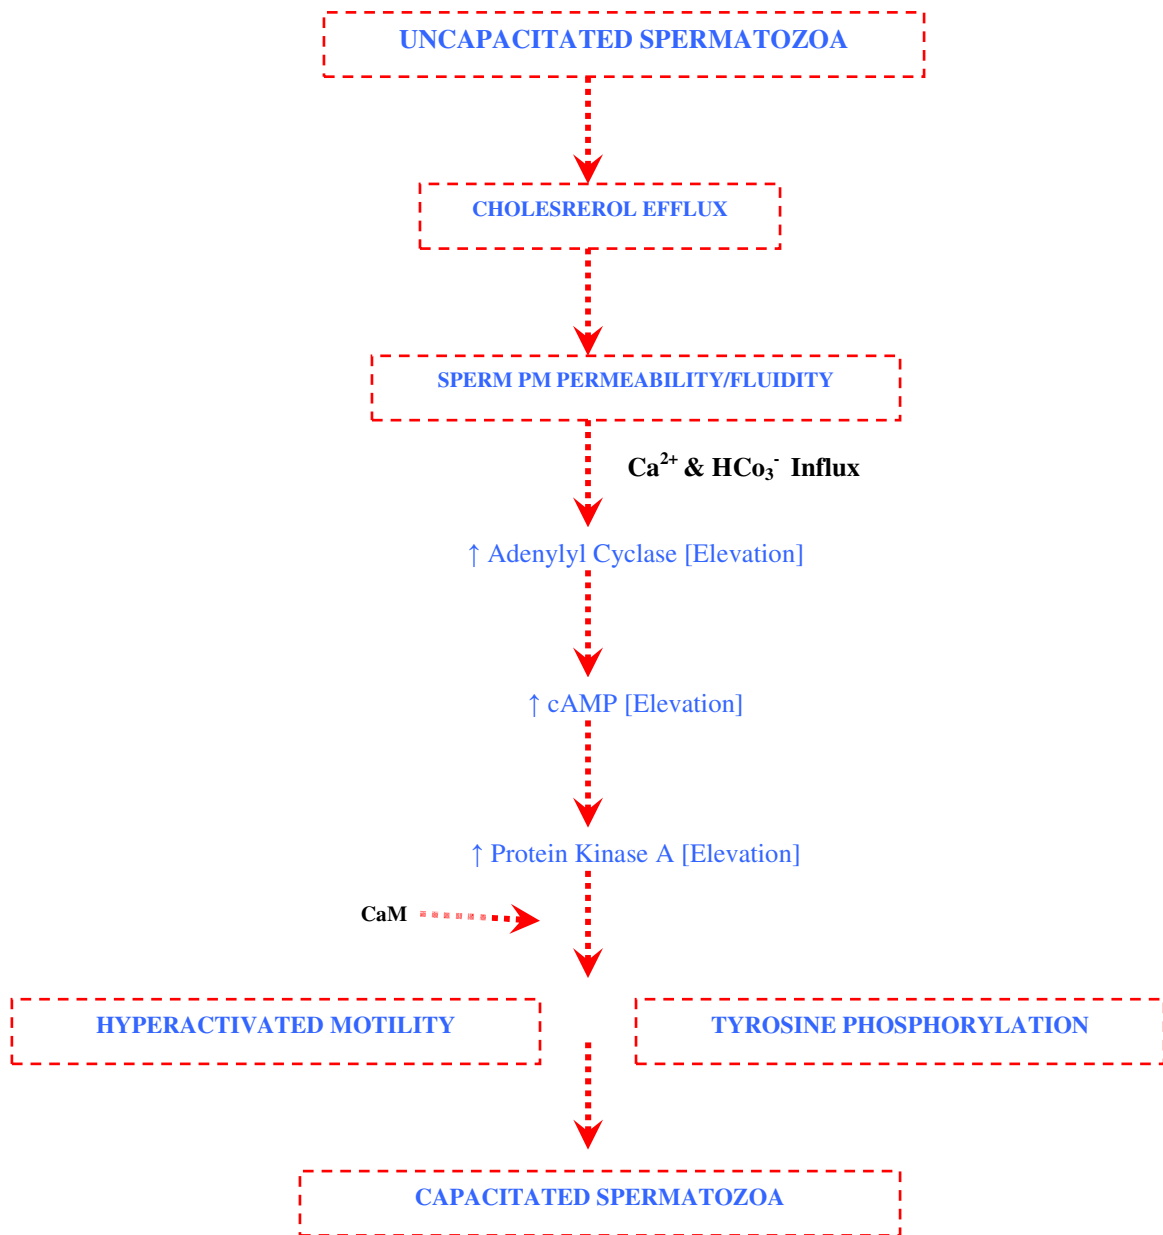 UNCAPACITATED SPERMATOZOA
CHOLESREROL EFFLUX
SPERM PM PERMEABILITY/FLUIDITY
Ca²⁺ & HCo₃⁻ Influx
↑ Adenylyl Cyclase [Elevation]
↑ cAMP [Elevation]
↑ Protein Kinase A [Elevation]
CaM
HYPERACTIVATED MOTILITY
TYROSINE PHOSPHORYLATION
CAPACITATED SPERMATOZOA